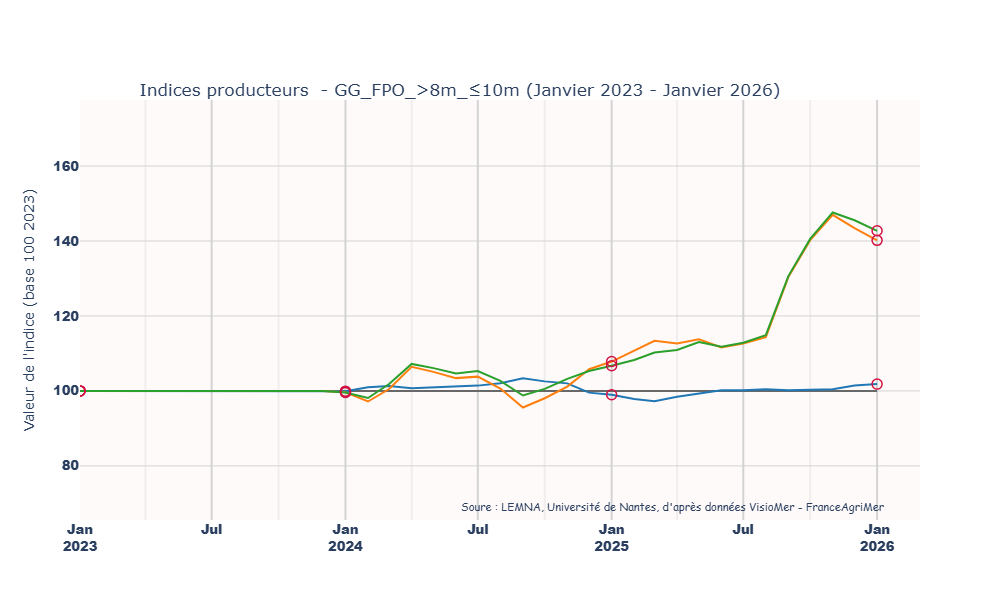 Indices producteurs - GG_FPO_>8m_≤10m (Janvier 2023 - Janvier 2026)
Valeur de l'indice (base 100 2023)
160
140
120
100
80
Soure : LEMNA, Université de Nantes, d'après données VisioMer - FranceAgriMer
Jan Jul Jan Jul Jan Jul Jan
2023 2024 2025 2026